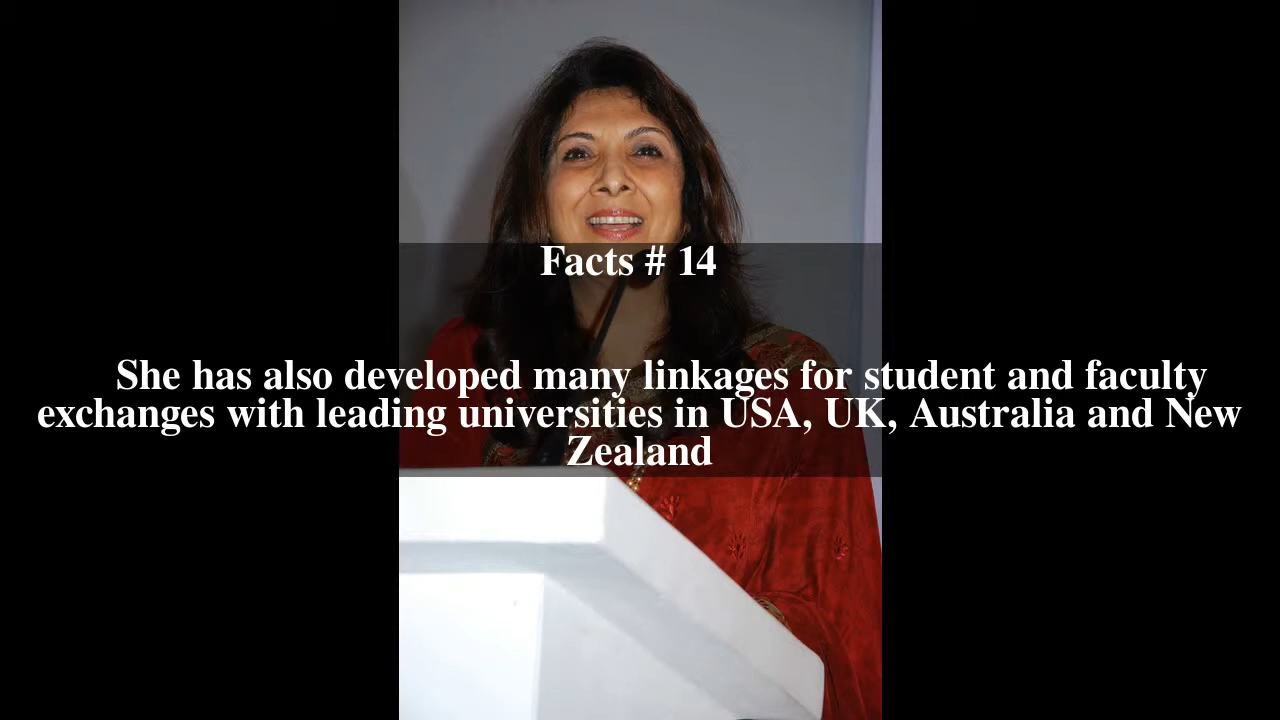 Facts # 14
She has also developed many linkages for student and faculty
exchanges with leading universities in USA, UK, Australia and New
Zealand